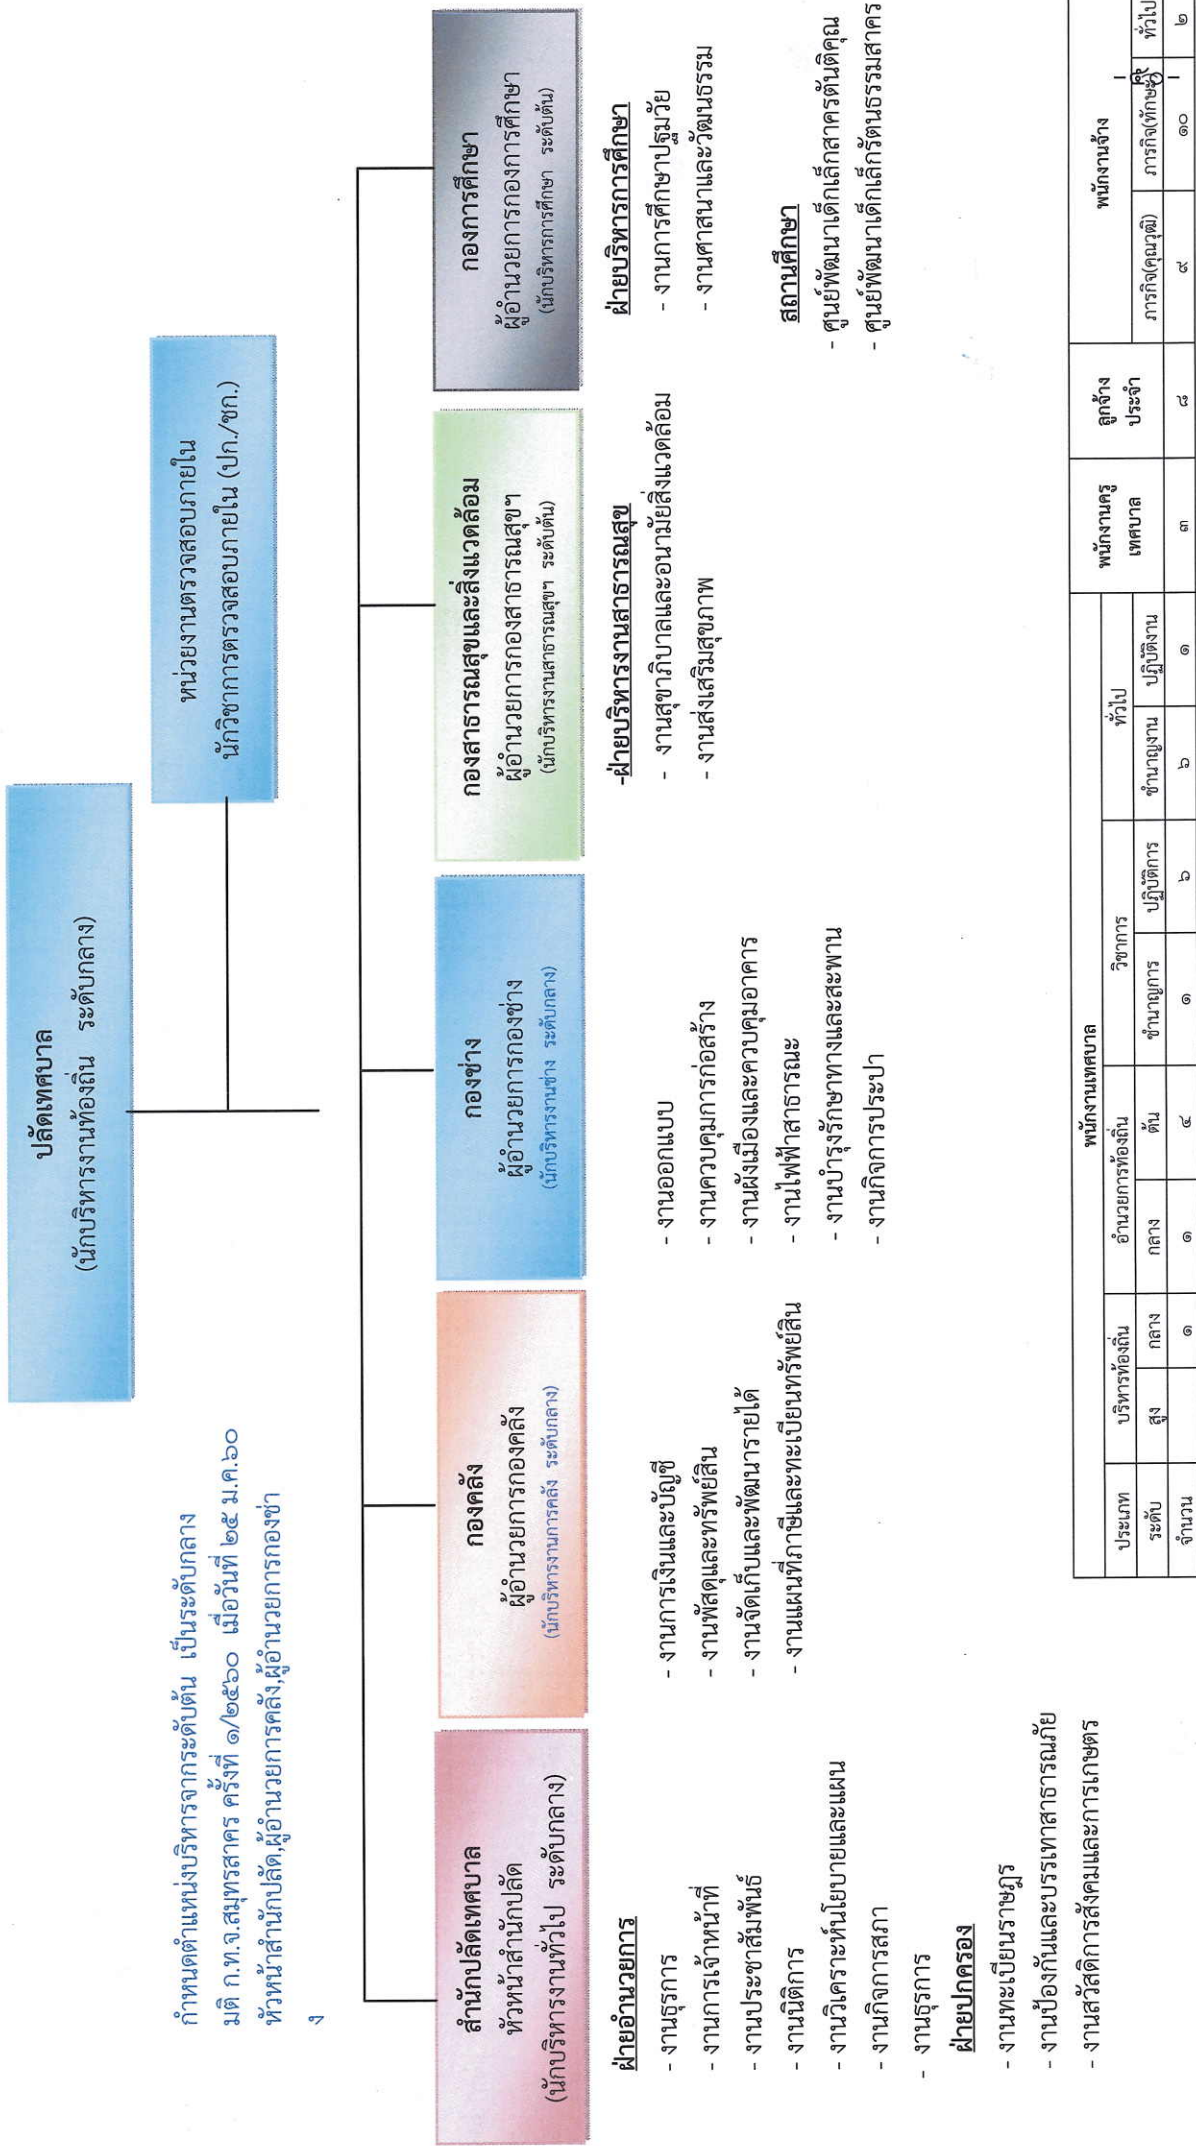 ปลัดเทศบาล
(นักบริหารงานท้องถิ่น ระดับกลาง)
หน่วยงานตรวจสอบภายใน
นักวิชาการตรวจสอบภายใน (ปก./ชก.)
กำหนดตำแหน่งบริหารจากระดับต้น เป็นระดับกลาง
มติ ก.ท.จ.สมุทรสาคร ครั้งที่ ๑/๒๕๖๐ เมื่อวันที่ ๒๕ ม.ค.๖๐
หัวหน้าสำนักปลัด,ผู้อำนวยการคลัง,ผู้อำนวยการกองช่า
ง
สำนักปลัดเทศบาล
หัวหน้าสำนักปลัด
(นักบริหารงานทั่วไป ระดับกลาง)
กองคลัง
ผู้อำนวยการกองคลัง
(นักบริหารงานการคลัง ระดับกลาง)
กองช่าง
ผู้อำนวยการกองช่าง
(นักบริหารงานช่าง ระดับกลาง)
กองสาธารณสุขและสิ่งแวดล้อม
ผู้อำนวยการกองสาธารณสุขฯ
(นักบริหารงานสาธารณสุขฯ ระดับต้น)
กองการศึกษา
ผู้อำนวยการกองการศึกษา
(นักบริหารการศึกษา ระดับต้น)
ฝ่ายอำนวยการ
- งานธุรการ
- งานการเจ้าหน้าที่
- งานประชาสัมพันธ์
- งานนิติการ
- งานวิเคราะห์นโยบายและแผน
- งานกิจการสภา
- งานธุรการ
ฝ่ายปกครอง
- งานทะเบียนราษฎร
- งานป้องกันและบรรเทาสาธารณภัย
- งานสวัสดิการสังคมและการเกษตร
- งานการเงินและบัญชี
- งานพัสดุและทรัพย์สิน
- งานจัดเก็บและพัฒนารายได้
- งานแผนที่ภาษีและทะเบียนทรัพย์สิน
- งานออกแบบ
- งานควบคุมการก่อสร้าง
- งานผังเมืองและควบคุมอาคาร
- งานไฟฟ้าสาธารณะ
- งานบำรุงรักษาทางและสะพาน
- งานกิจการประปา
-ฝ่ายบริหารงานสาธารณสุข
- งานสุขาภิบาลและอนามัยสิ่งแวดล้อม
- งานส่งเสริมสุขภาพ
ฝ่ายบริหารการศึกษา
- งานการศึกษาปฐมวัย
- งานศาสนาและวัฒนธรรม
สถานศึกษา
- ศูนย์พัฒนาเด็กเล็กสาครตันติคุณ
- ศูนย์พัฒนาเด็กเล็กรัตนธรรมสาคร
พนักงานเทศบาล พนักงานครูเทศบาล ลูกจ้างประจำ พนักงานจ้าง
ประเภท บริหารท้องถิ่น อำนวยการท้องถิ่น วิชาการ ทั่วไป
ระดับ สูง กลาง กลาง ต้น ชำนาญการ ปฏิบัติการ ชำนาญงาน ปฏิบัติงาน ภารกิจ(คุณวุฒิ) ภารกิจ(ทักษะ) ทั่วไป
จำนวน ๑ ๑ ๔ ๑ ๖ ๖ ๑ ๓ ๘ ๙ ๑๐ ๒